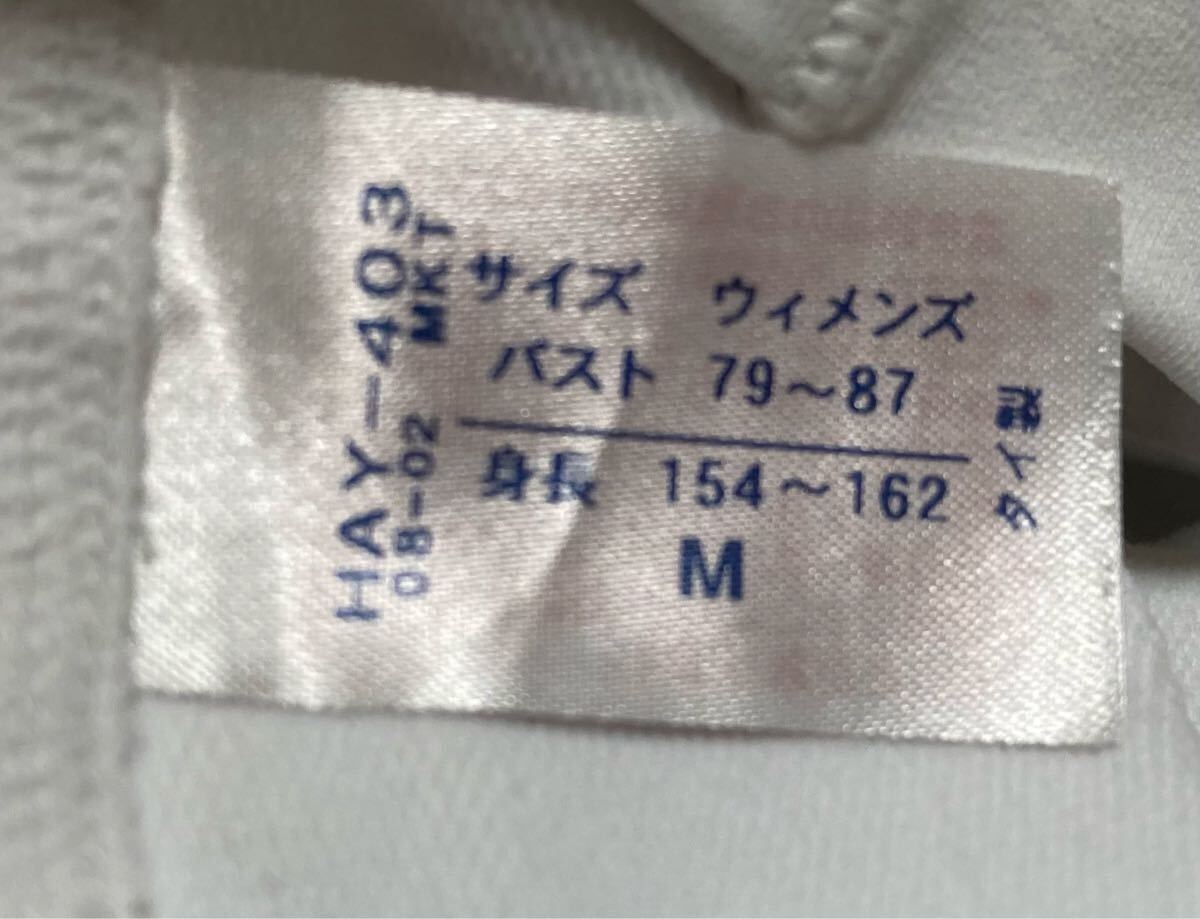 HAY-403
08-02 MKT
サイズ ウィメンズ
バスト 79～87
身長 154～162
M
タイ製